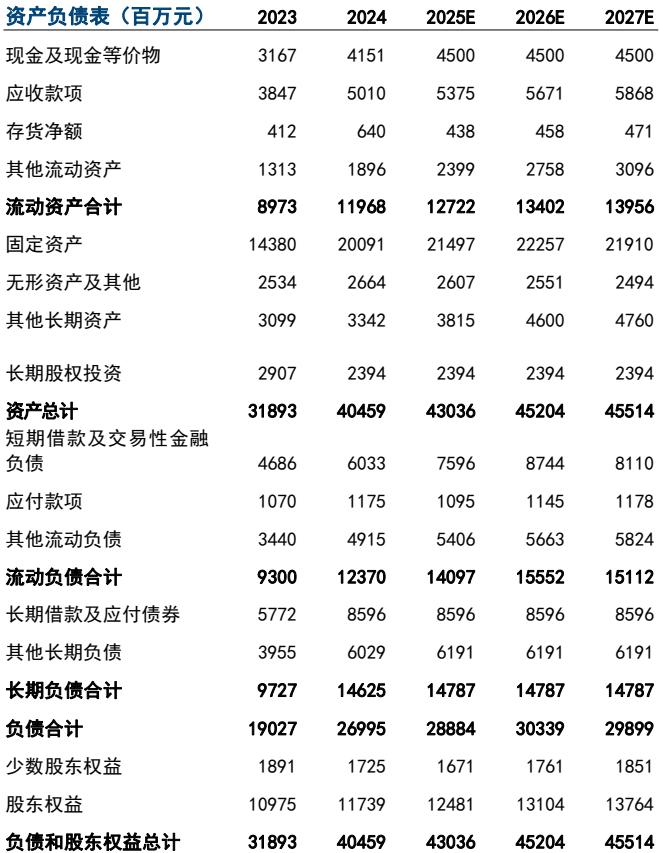 资产负债表（百万元） 2023 2024 2025E 2026E 2027E
现金及现金等价物 3167 4151 4500 4500 4500
应收款项 3847 5010 5375 5671 5868
存货净额 412 640 438 458 471
其他流动资产 1313 1896 2399 2758 3096
流动资产合计 8973 11968 12722 13402 13956
固定资产 14380 20091 21497 22257 21910
无形资产及其他 2534 2664 2607 2551 2494
其他长期资产 3099 3342 3815 4600 4760
长期股权投资 2907 2394 2394 2394 2394
资产总计 31893 40459 43036 45204 45514
短期借款及交易性金融
负债 4686 6033 7596 8744 8110
应付款项 1070 1175 1095 1145 1178
其他流动负债 3440 4915 5406 5663 5824
流动负债合计 9300 12370 14097 15552 15112
长期借款及应付债券 5772 8596 8596 8596 8596
其他长期负债 3955 6029 6191 6191 6191
长期负债合计 9727 14625 14787 14787 14787
负债合计 19027 26995 28884 30339 29899
少数股东权益 1891 1725 1671 1761 1851
股东权益 10975 11739 12481 13104 13764
负债和股东权益总计 31893 40459 43036 45204 45514